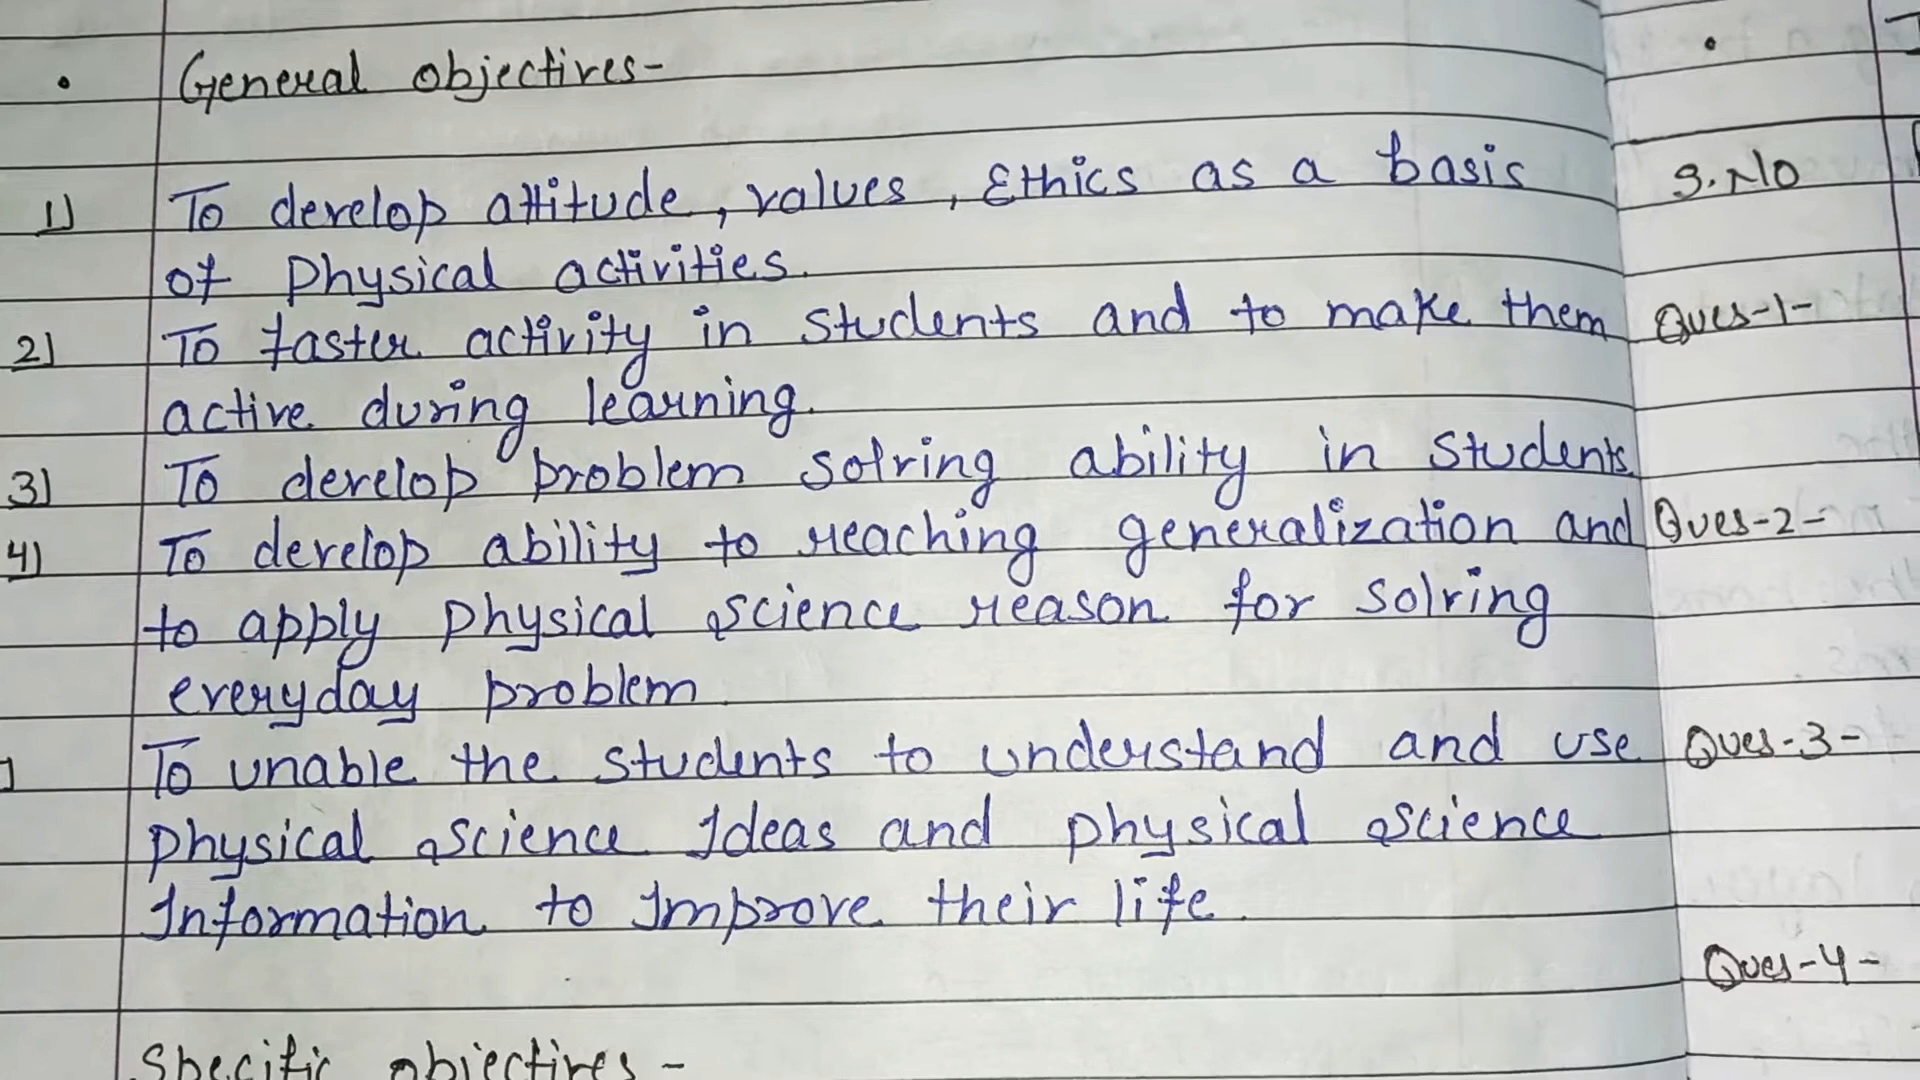 General objectives-
1) To develop attitude, values, Ethics as a basis
of Physical activities.
2) To faster activity in students and to make them
active during learning.
3) To develop problem solving ability in students.
4) To develop ability to reaching generalization and
to apply physical science reason for solving
everyday problem.
To unable the students to understand and use
physical science Ideas and physical science
Information to Improve their life.
Specific objectives-
S.No
Ques-1-
Ques-2-
Ques-3-
Ques-4-